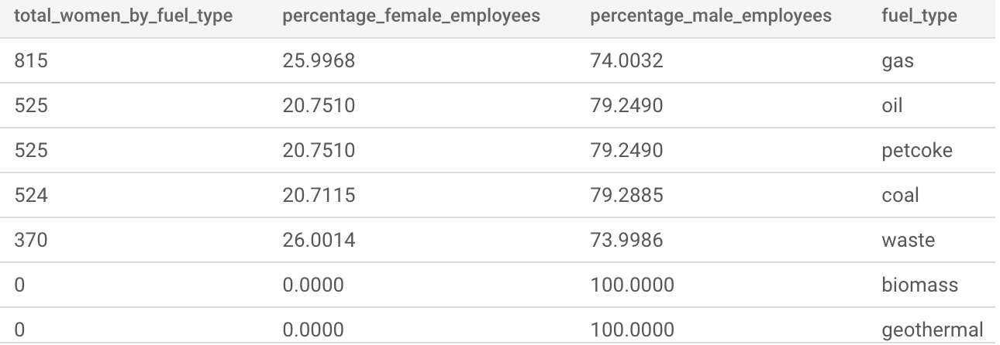 total_women_by_fuel_type percentage_female_employees percentage_male_employees fuel_type
815 25.9968 74.0032 gas
525 20.7510 79.2490 oil
525 20.7510 79.2490 petcoke
524 20.7115 79.2885 coal
370 26.0014 73.9986 waste
0 0.0000 100.0000 biomass
0 0.0000 100.0000 geothermal